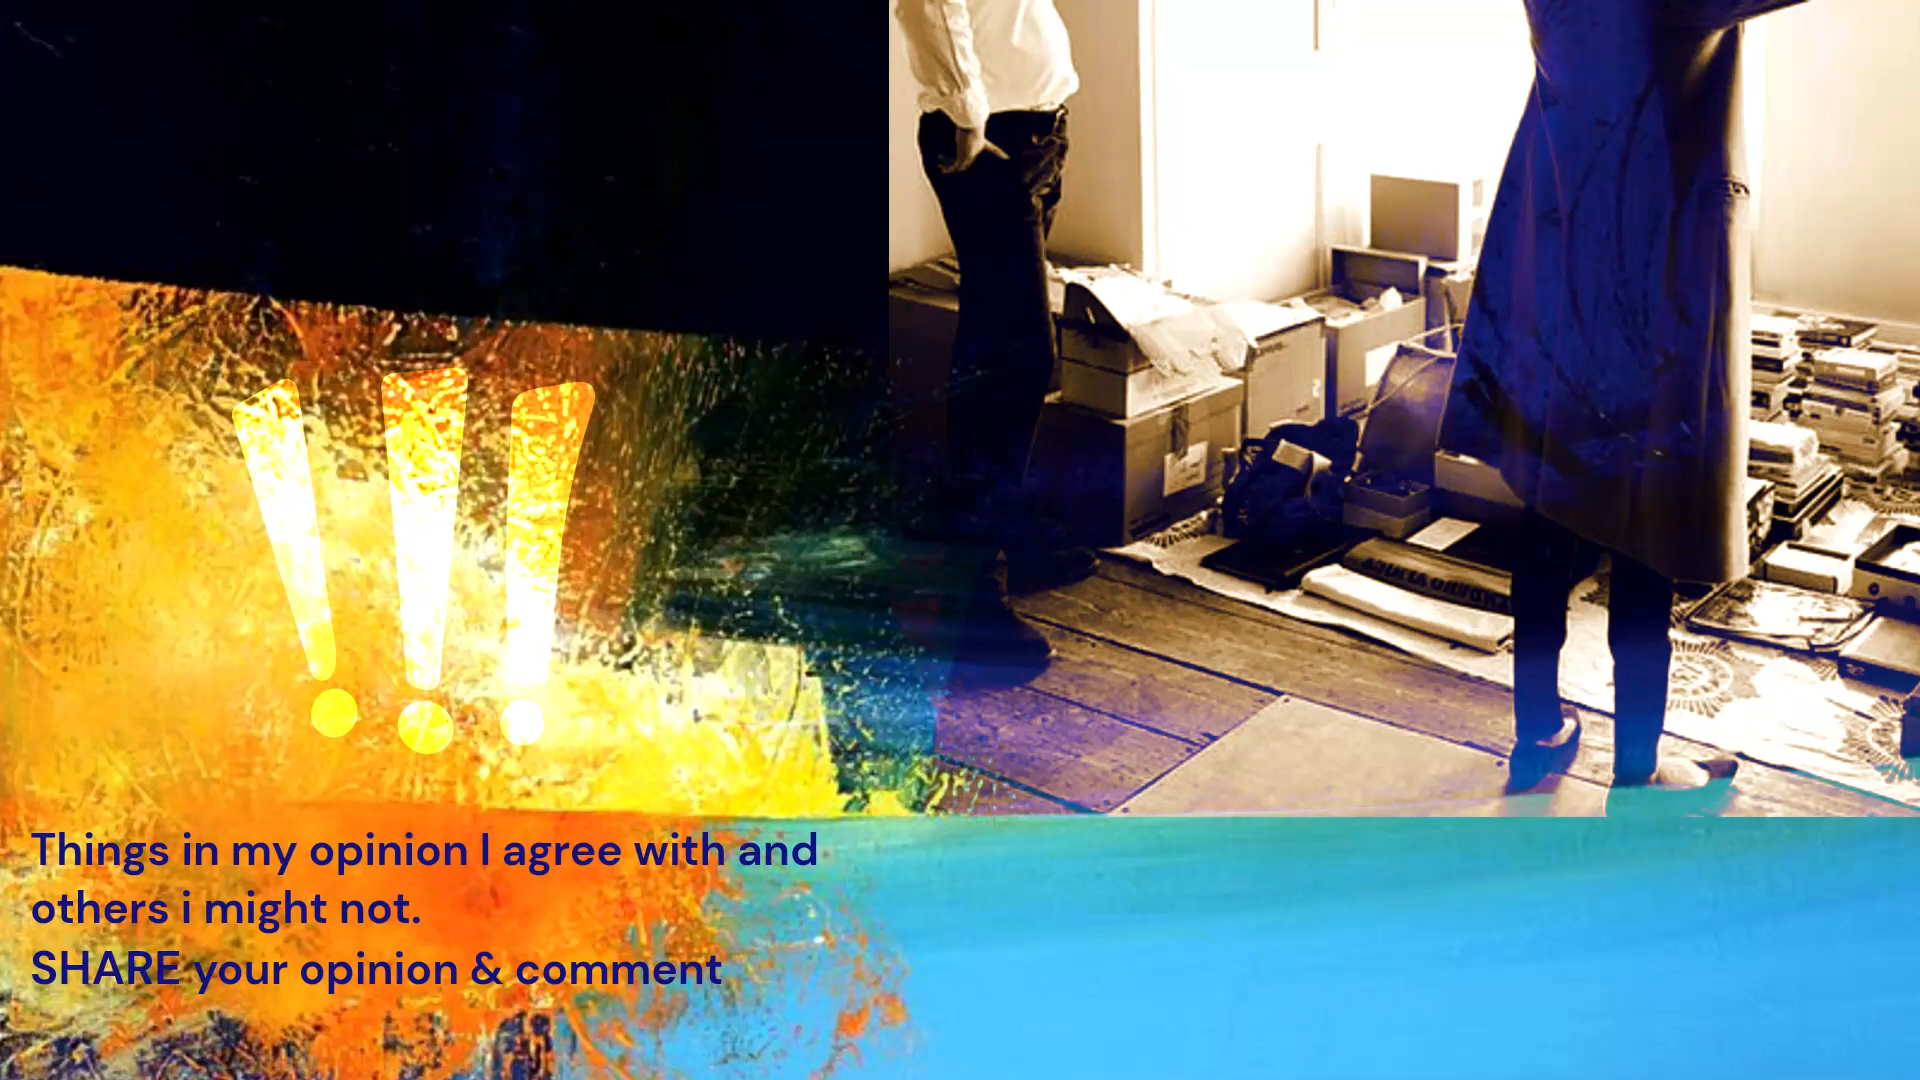 !!!
Things in my opinion I agree with and
others i might not.
SHARE your opinion & comment